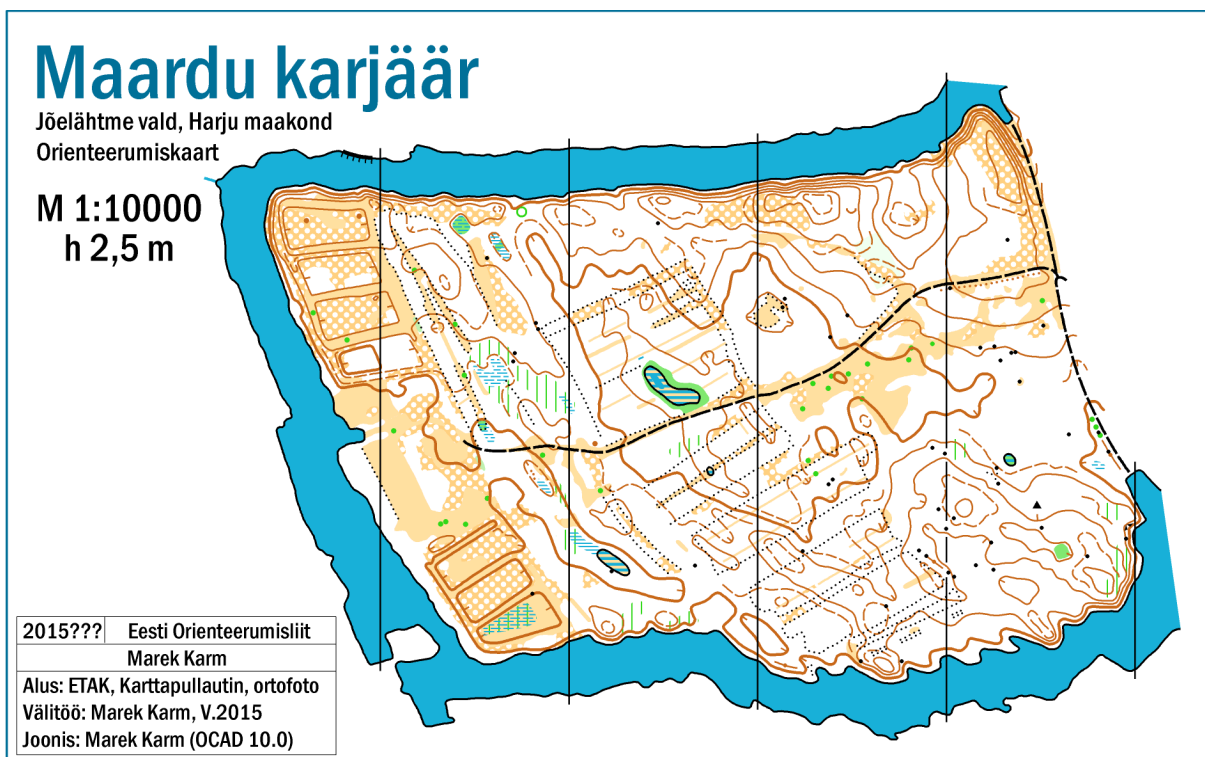 Maardu karjäär
Jõelähtme vald, Harju maakond
Orienteerumiskaart
M 1:10000
h 2,5 m
2015??? Eesti Orienteerumisliit
Marek Karm
Alus: ETAK, Karttapullautin, ortofoto
Välitöö: Marek Karm, V.2015
Joonis: Marek Karm (OCAD 10.0)